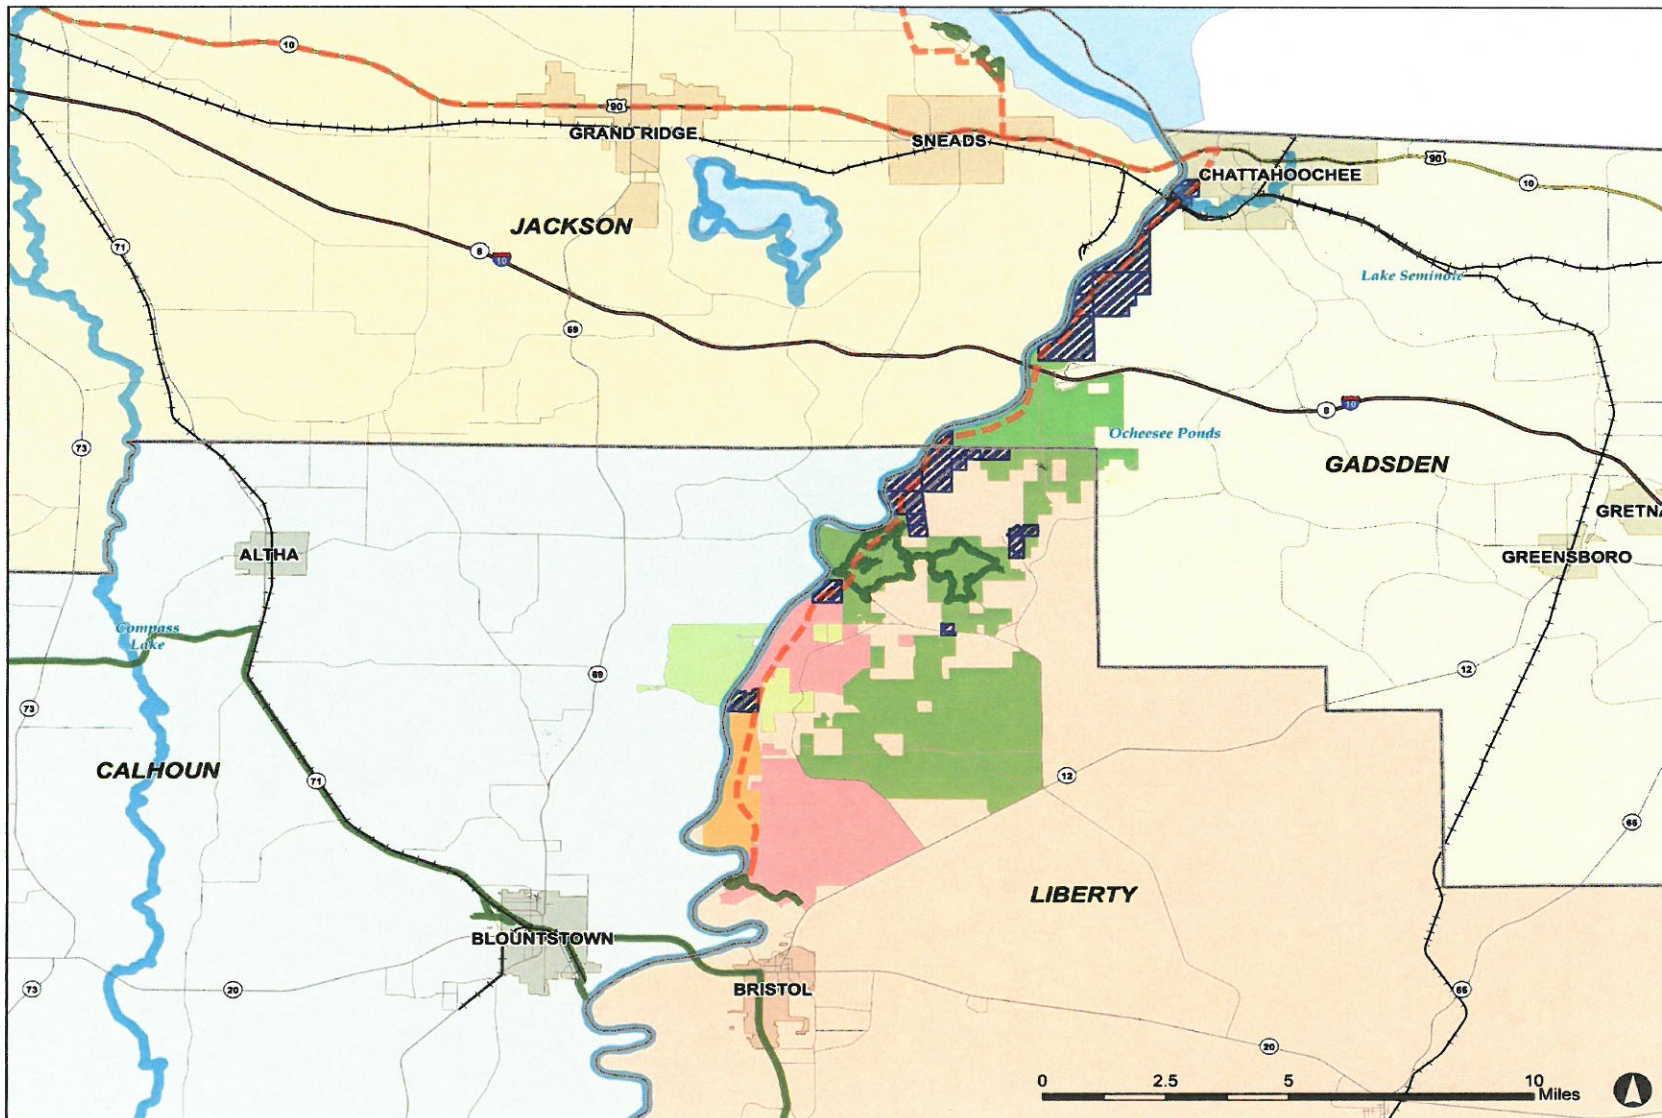 10
90
GRAND RIDGE
SNEADS
CHATTAHOOCHEE
90
10
JACKSON
71
8
10
Lake Seminole
69
8
10
73
Ocheesee Ponds
GADSDEN
GRETNA
ALTHA
GREENSBORO
Compass
Lake
69
12
73
CALHOUN
71
12
66
LIBERTY
BLOUNTSTOWN
73
20
BRISTOL
65
20
0
2.5
5
10
Miles